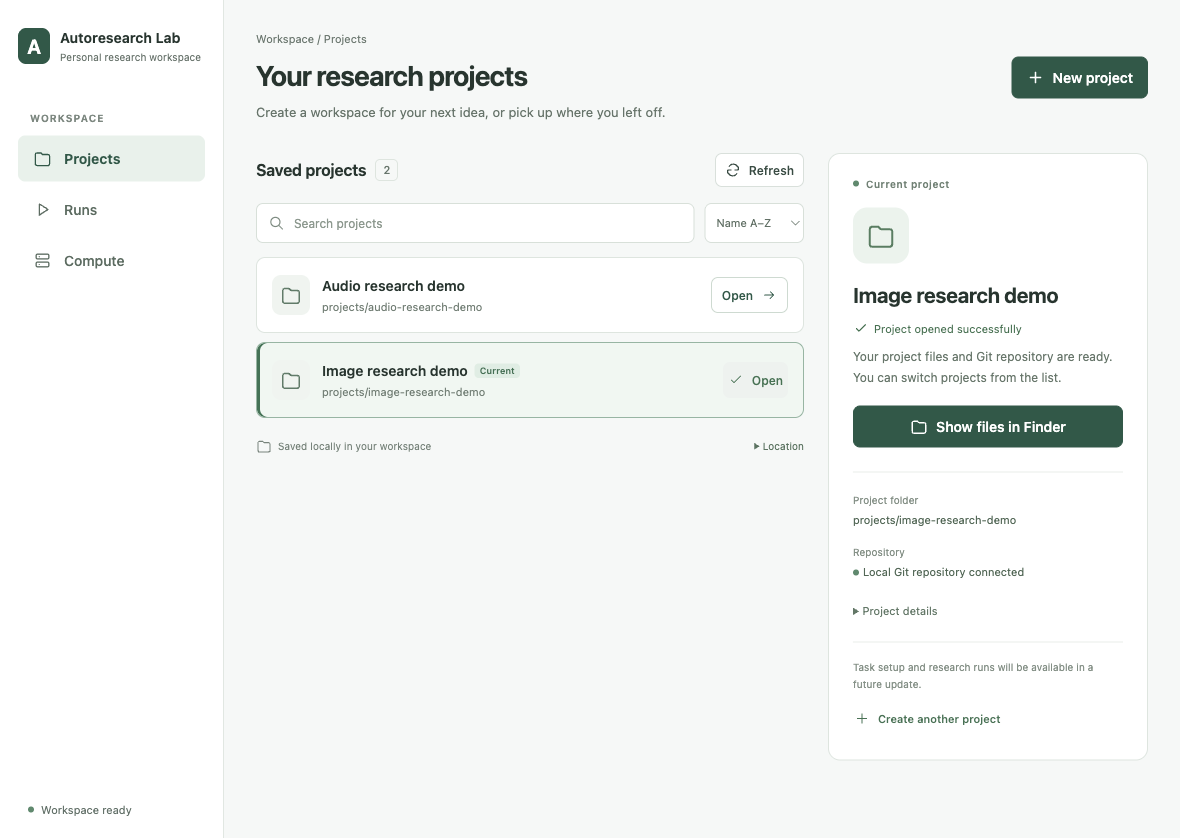 A
Autoresearch Lab
Personal research workspace
WORKSPACE
Projects
Runs
Compute
Workspace ready
Workspace / Projects
Your research projects
Create a workspace for your next idea, or pick up where you left off.
New project
Saved projects 2
Refresh
Search projects
Name A–Z
Audio research demo
projects/audio-research-demo
Open
Image research demo Current
projects/image-research-demo
Open
Saved locally in your workspace
Location
Current project
Image research demo
Project opened successfully
Your project files and Git repository are ready.
You can switch projects from the list.
Show files in Finder
Project folder
projects/image-research-demo
Repository
Local Git repository connected
Project details
Task setup and research runs will be available in a
future update.
Create another project